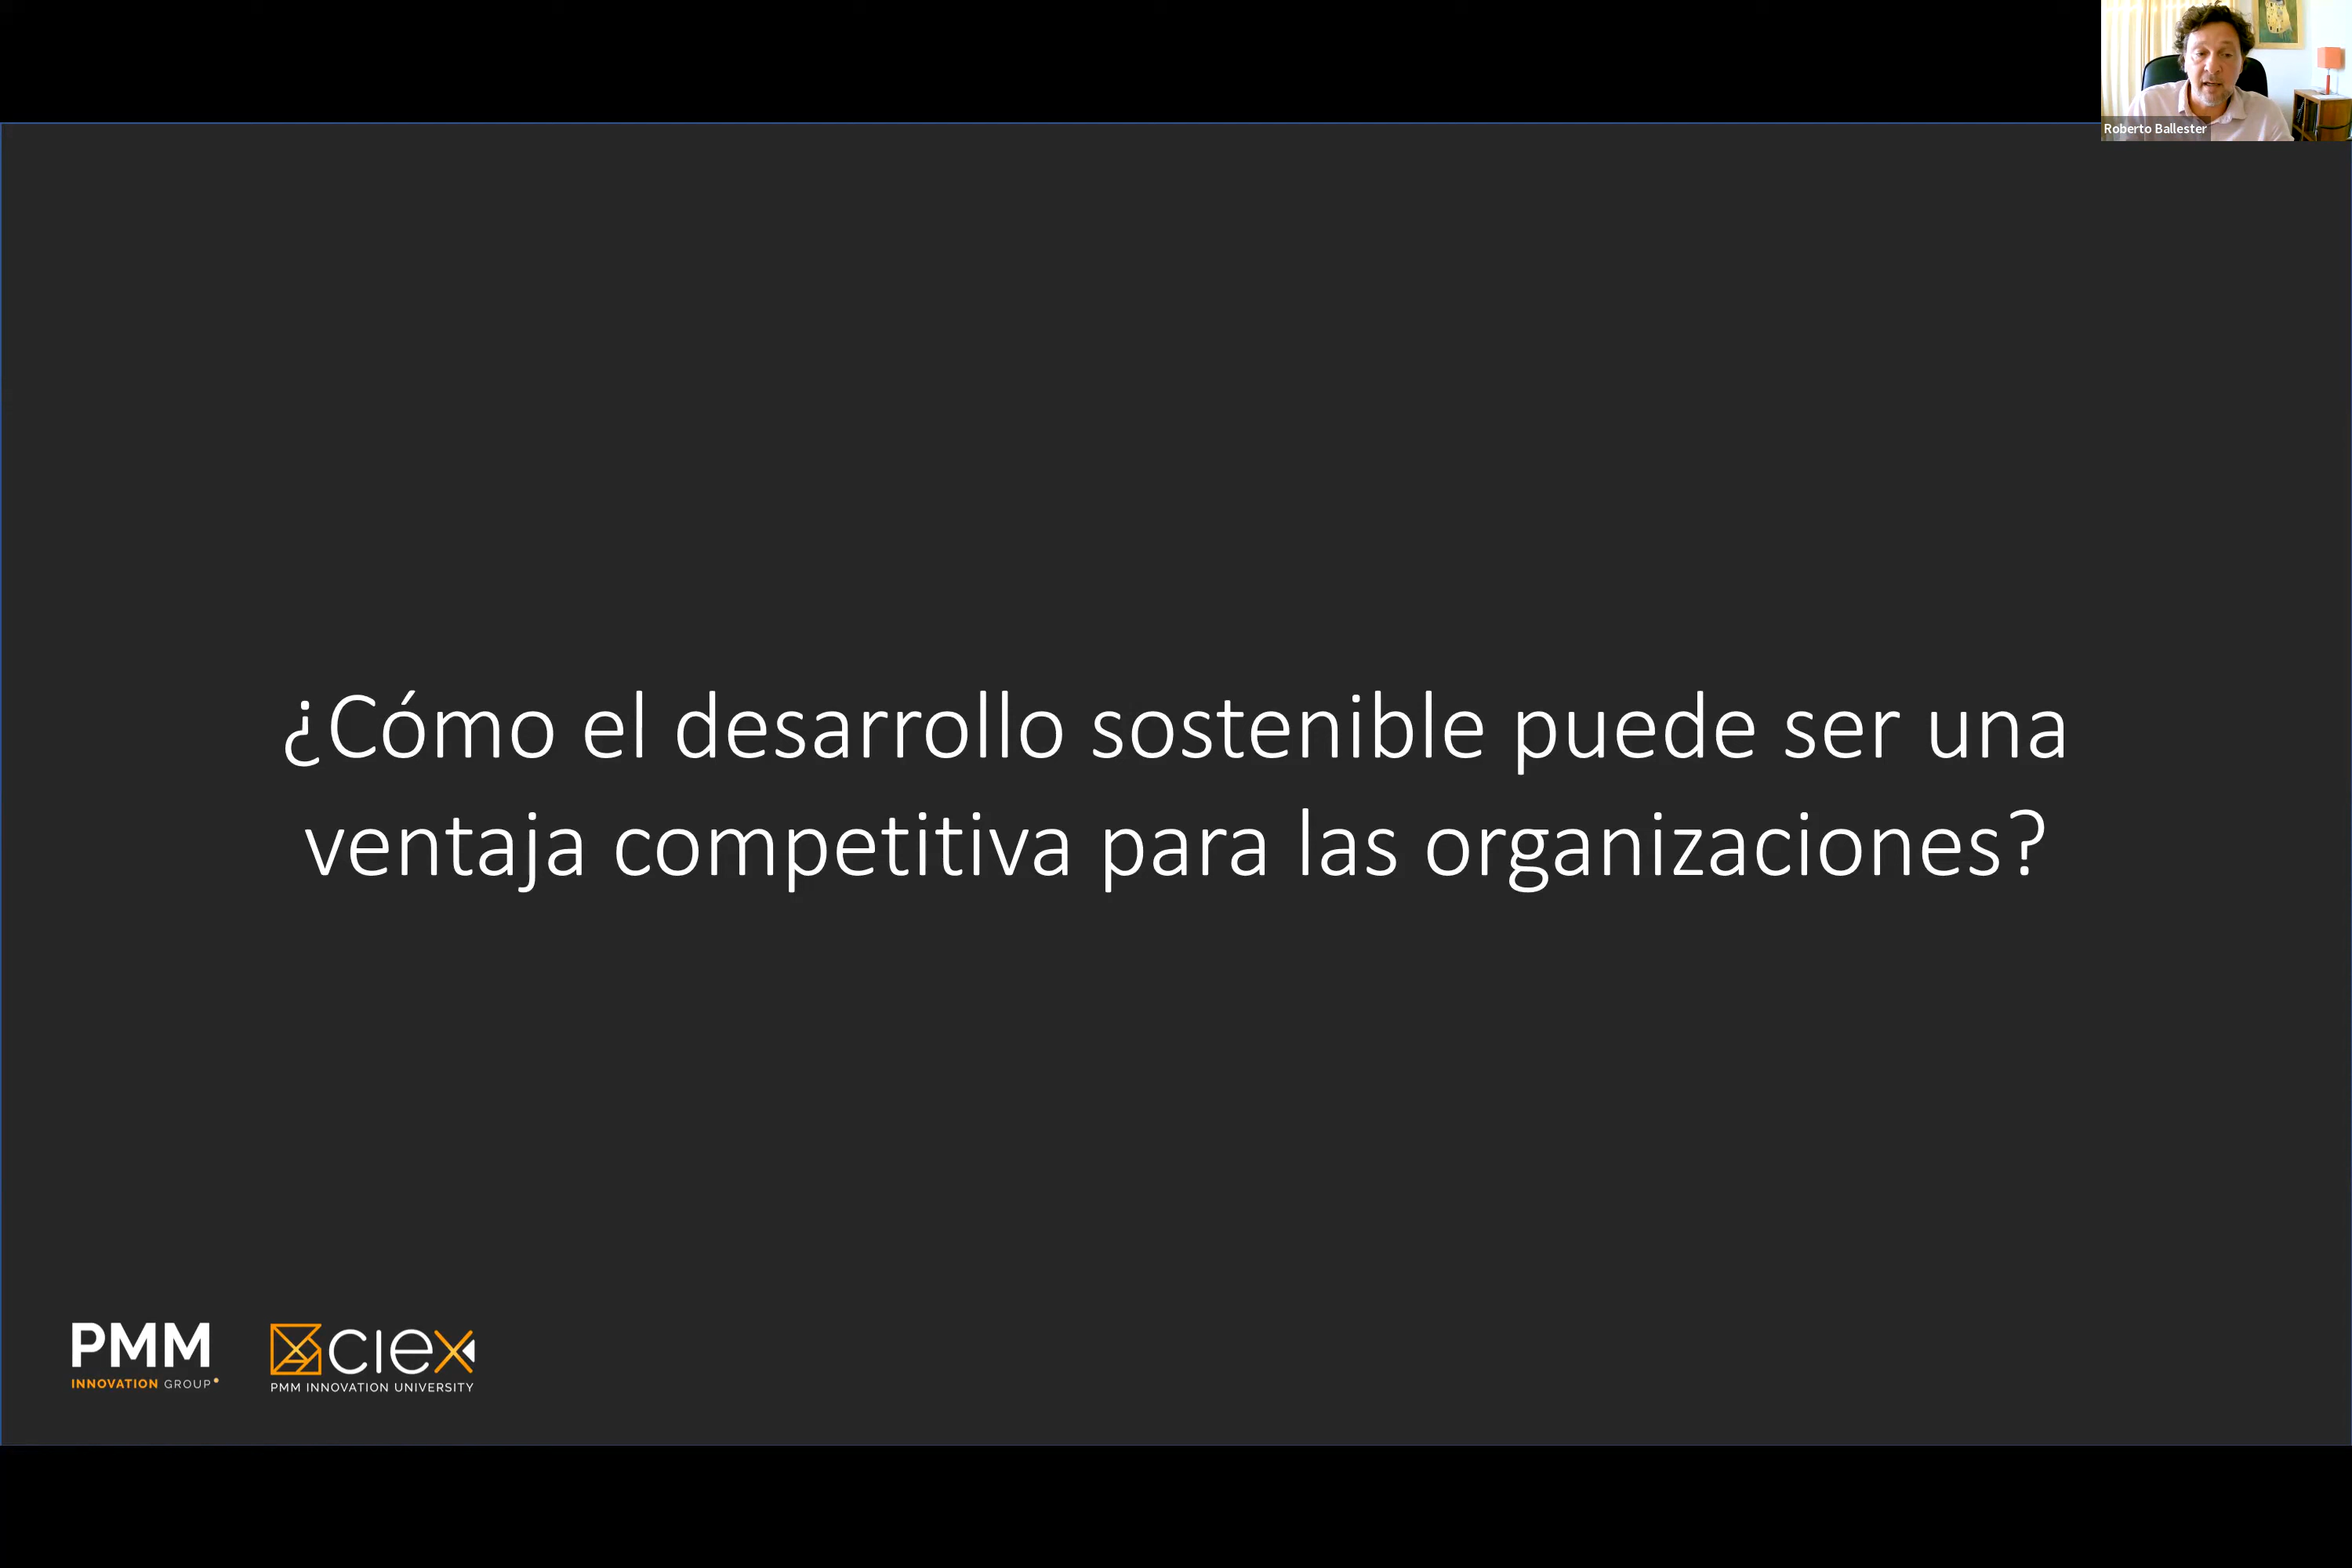 Roberto Ballester
¿Cómo el desarrollo sostenible puede ser una
ventaja competitiva para las organizaciones?
PMM
INNOVATION GROUP
ciex
PMM INNOVATION UNIVERSITY